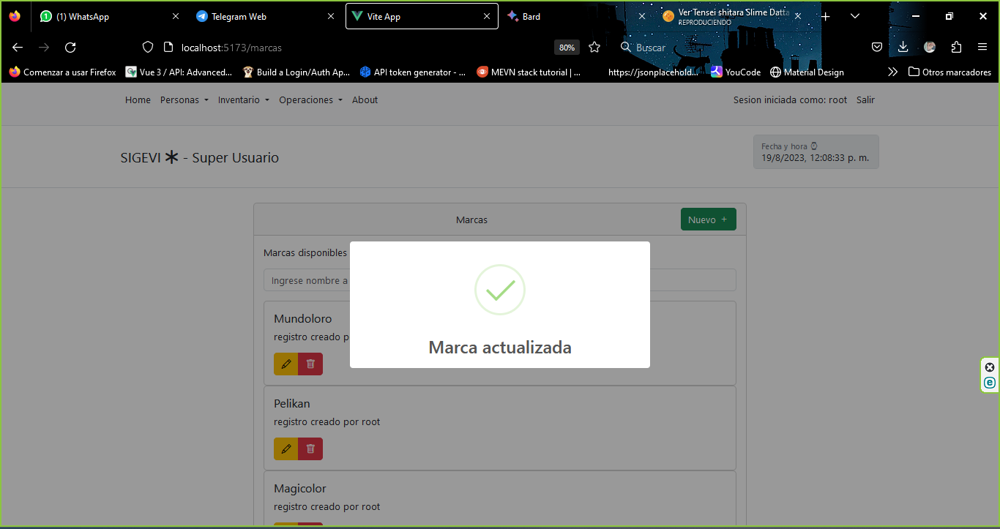 (1) WhatsApp
Telegram Web
Vite App
Bard
Ver Tensei shitara Slime Datta
REPRODUCIENDO
localhost:5173/marcas
80%
Buscar
Comenzar a usar Firefox
Vue 3 / API: Advanced...
Build a Login/Auth Ap...
API token generator - ...
MEVN stack tutorial | ...
https://jsonplacehold...
YouCode
Material Design
Otros marcadores
Home Personas Inventario Operaciones About
Sesion iniciada como: root Salir
SIGEVI - Super Usuario
Fecha y hora
19/8/2023, 12:08:33 p. m.
Marcas
Nuevo +
Marcas disponibles
Ingrese nombre a
Marca actualizada
Mundoloro
registro creado p
Pelikan
registro creado por root
Magicolor
registro creado por root